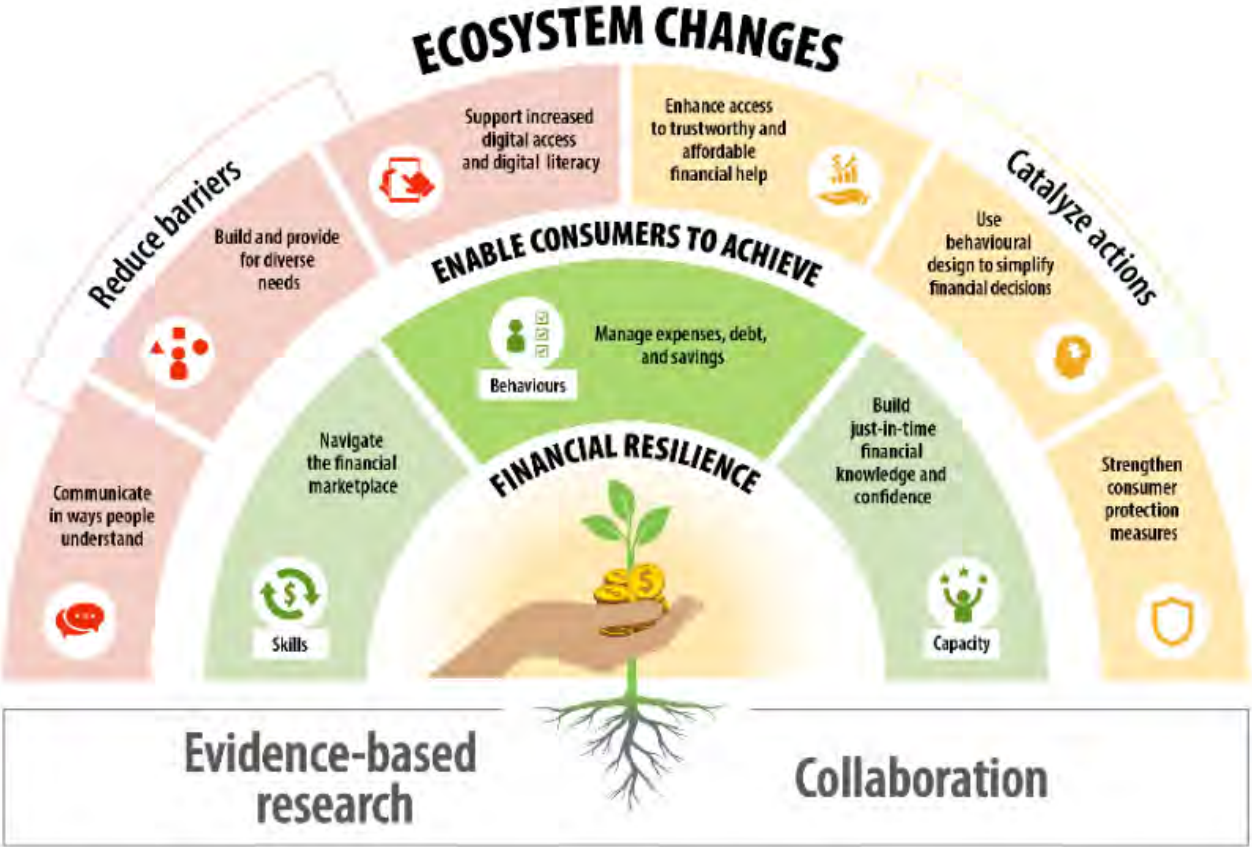 ECOSYSTEM CHANGES
Reduce barriers
Communicate
in ways people
understand
Build and provide
for diverse
needs
Support increased
digital access
and digital literacy
Catalyze actions
Enhance access
to trustworthy and
affordable
financial help
Use
behavioural
design to simplify
financial decisions
Strengthen
consumer
protection
measures
ENABLE CONSUMERS TO ACHIEVE
Navigate
the financial
marketplace
Skills
Manage expenses, debt,
and savings
Behaviours
Build
just-in-time
financial
knowledge and
confidence
Capacity
FINANCIAL RESILIENCE
$
$
$
Evidence-based
research
Collaboration